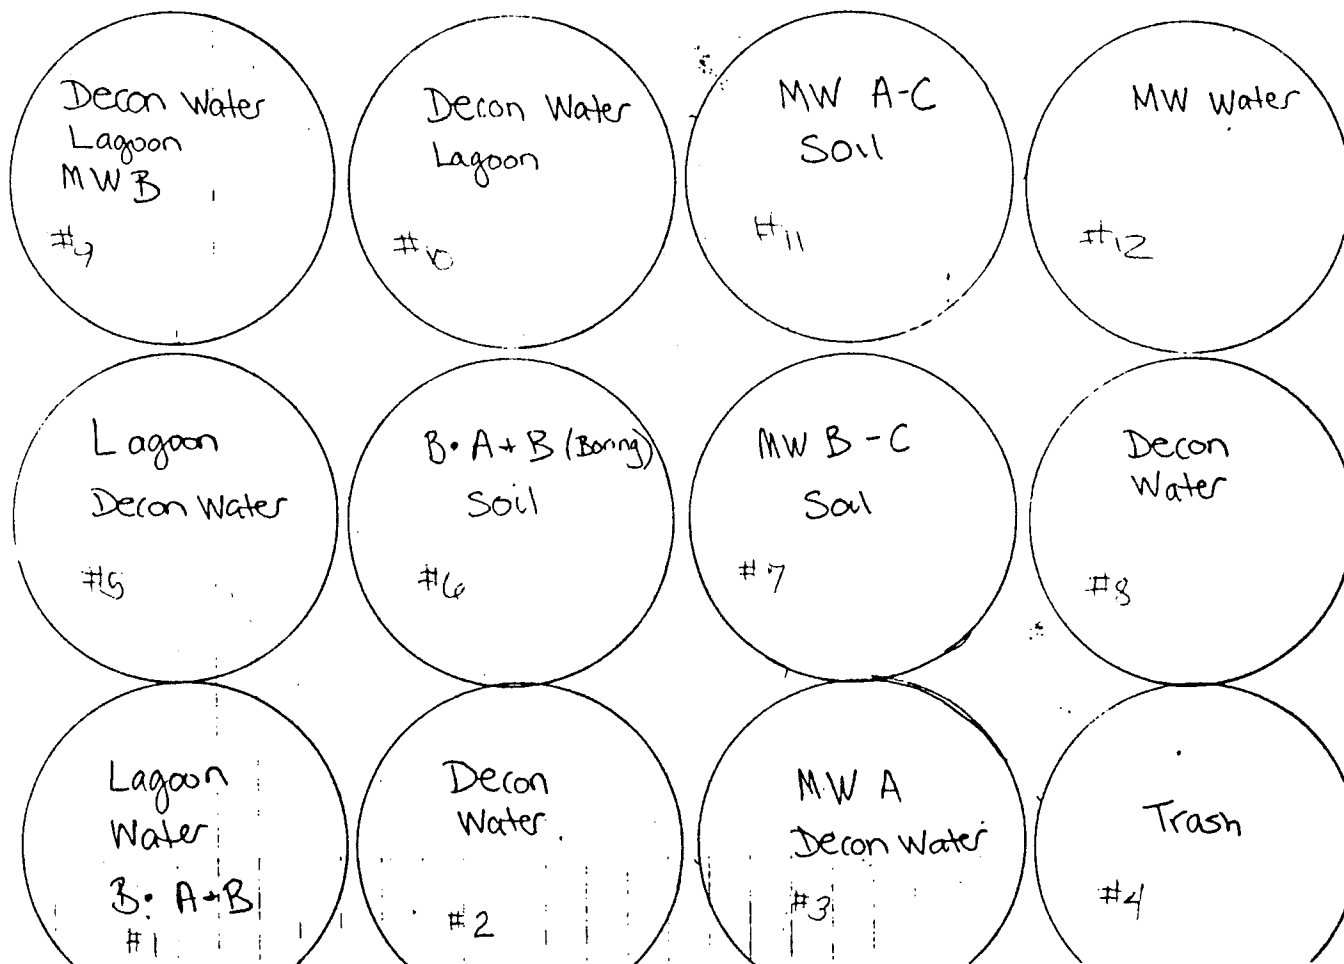 Decon Water
Lagoon
MW B
#9
Decon Water
Lagoon
#10
MW A-C
Soil
#11
MW Water
#12
Lagoon
Decon Water
#5
B. A+B (Boring)
Soil
#6
MW B-C
Soil
#7
Decon
Water
#8
Lagoon
Water
B. A+B
#1
Decon
Water
#2
MW A
Decon Water
#3
Trash
#4